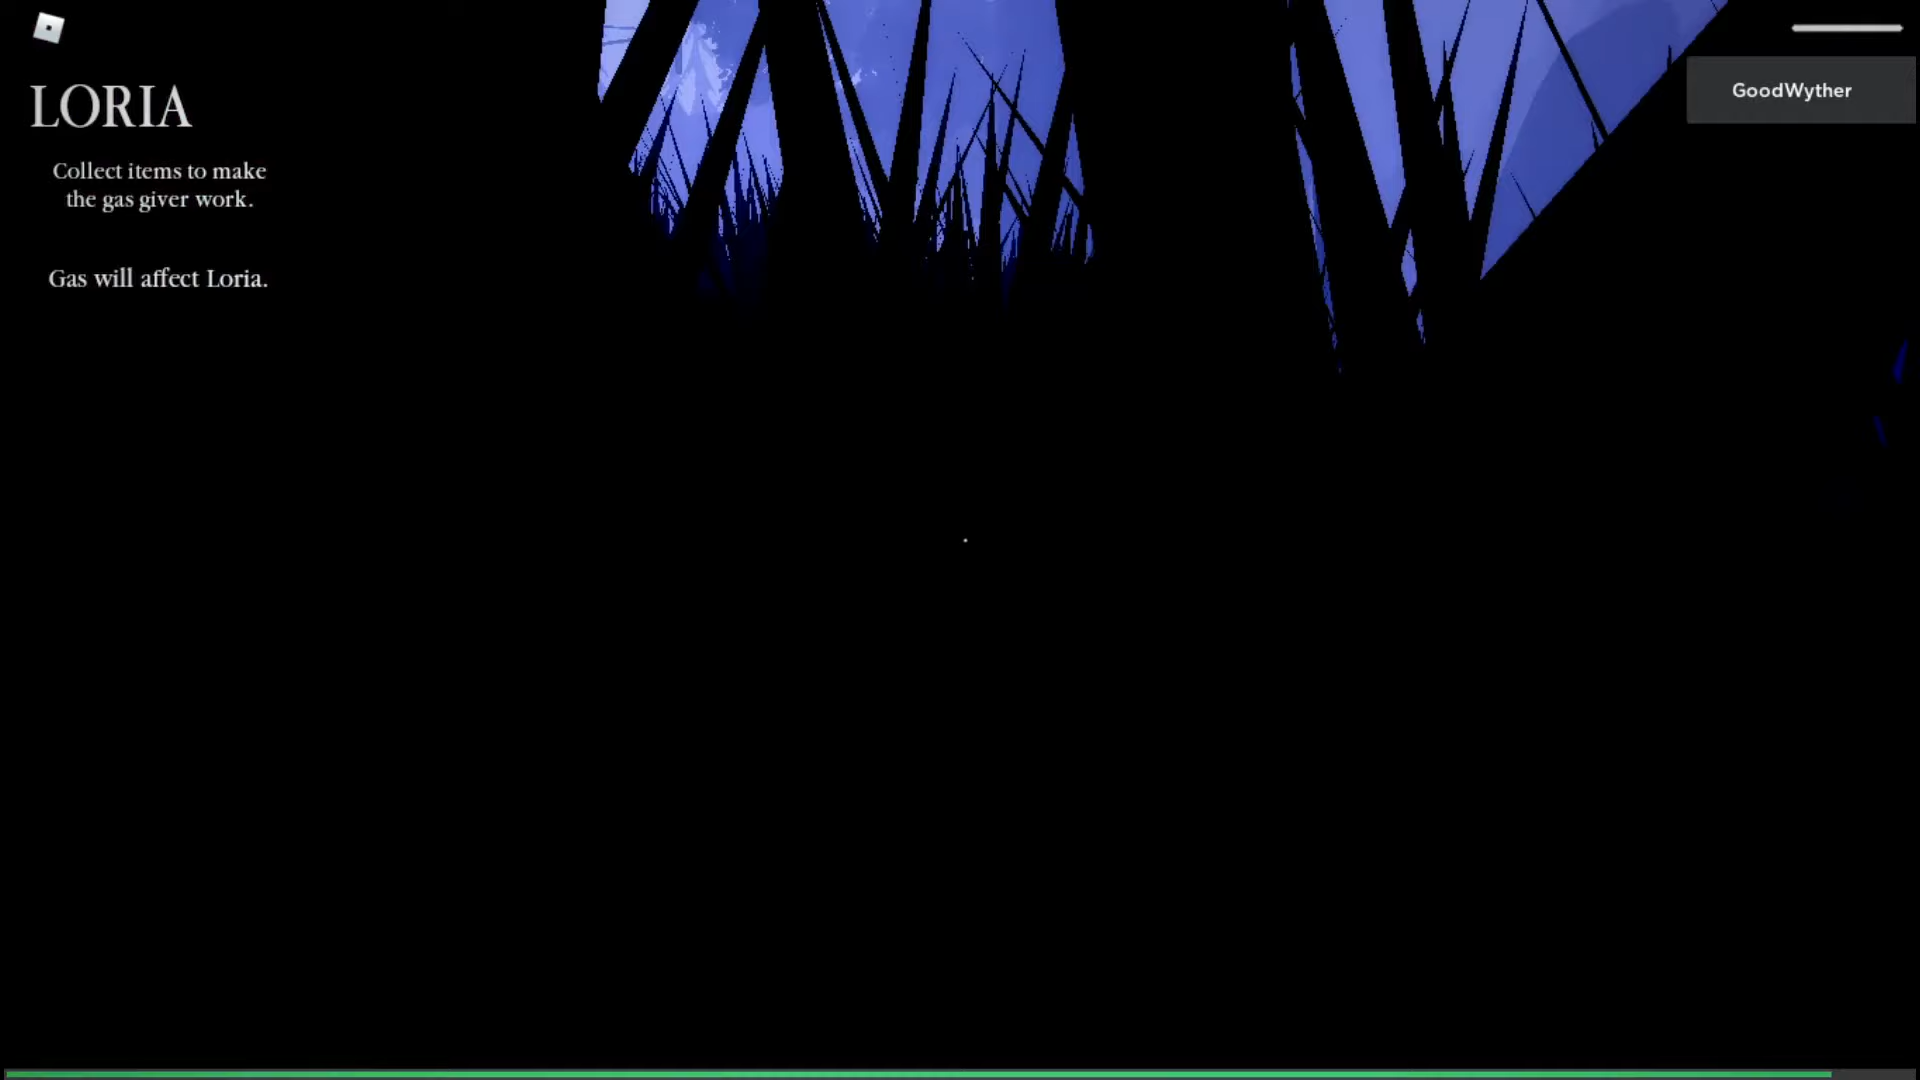 LORIA
Collect items to make
the gas giver work.
Gas will affect Loria.
GoodWyther